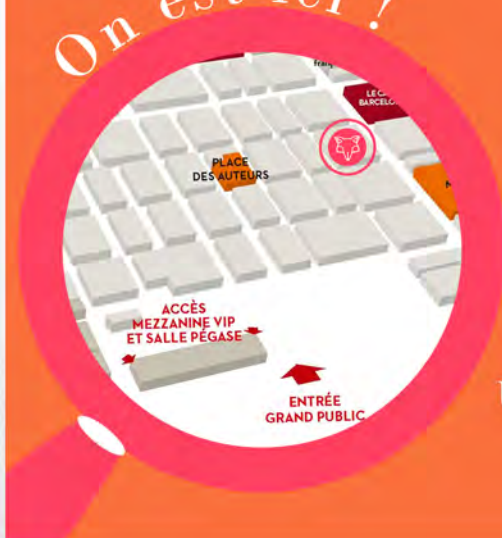 On est ici !
PLACE
DES AUTEURS
ACCÈS
MEZZANINE VIP
ET SALLE PÉGASE
ENTRÉE
GRAND PUBLIC